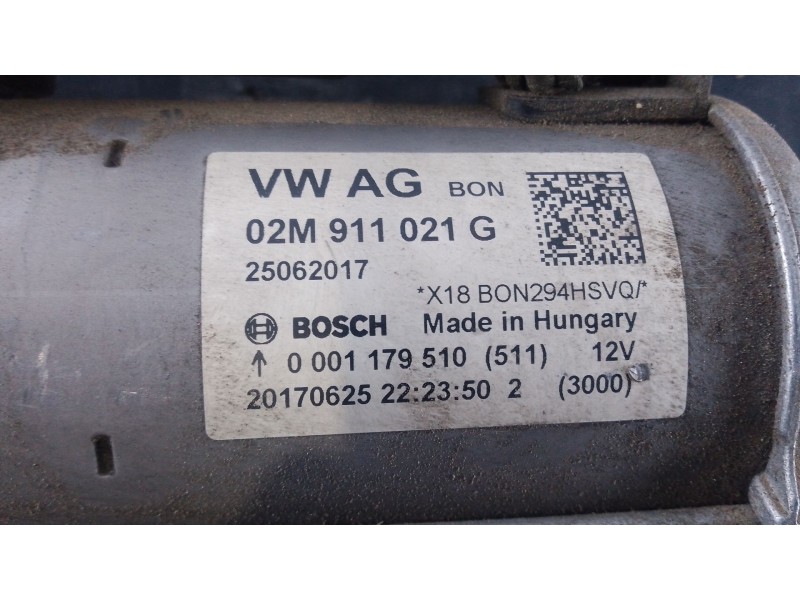 VW AG BON
02M 911 021 G
25062017
*X18 BON294HSVQ/*
BOSCH Made in Hungary
↑ 0 001 179 510 (511) 12V
20170625 22:23:50 2 (3000)